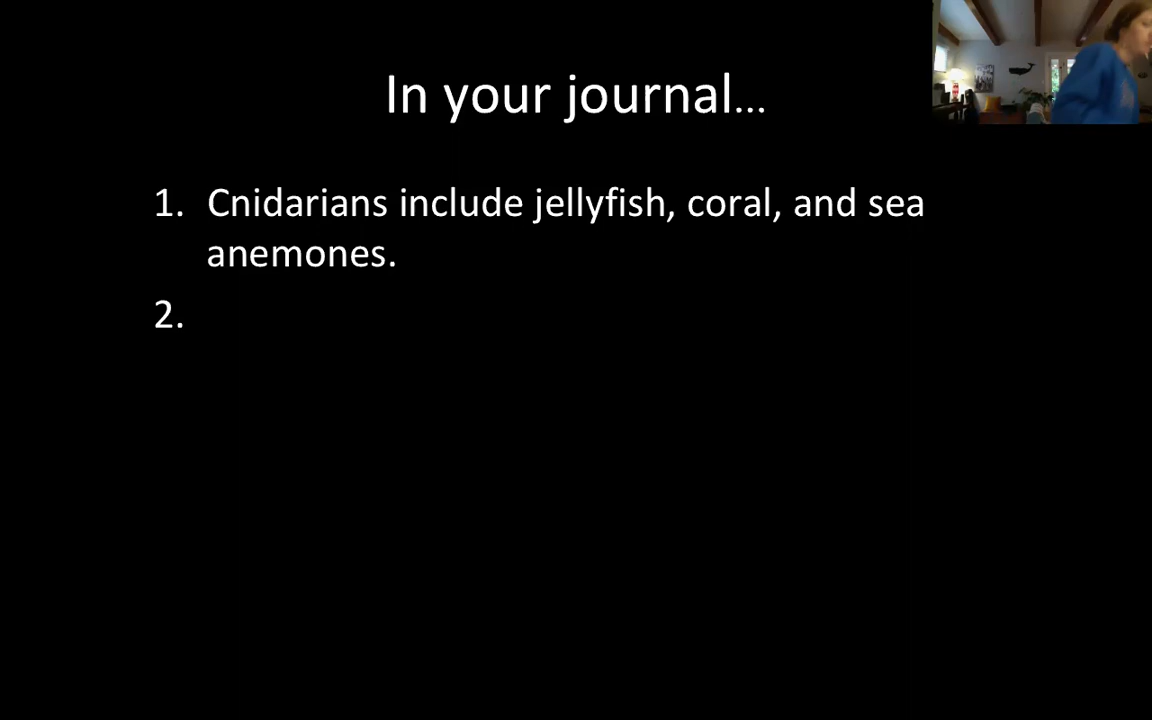 In your journal…
1. Cnidarians include jellyfish, coral, and sea
anemones.
2.